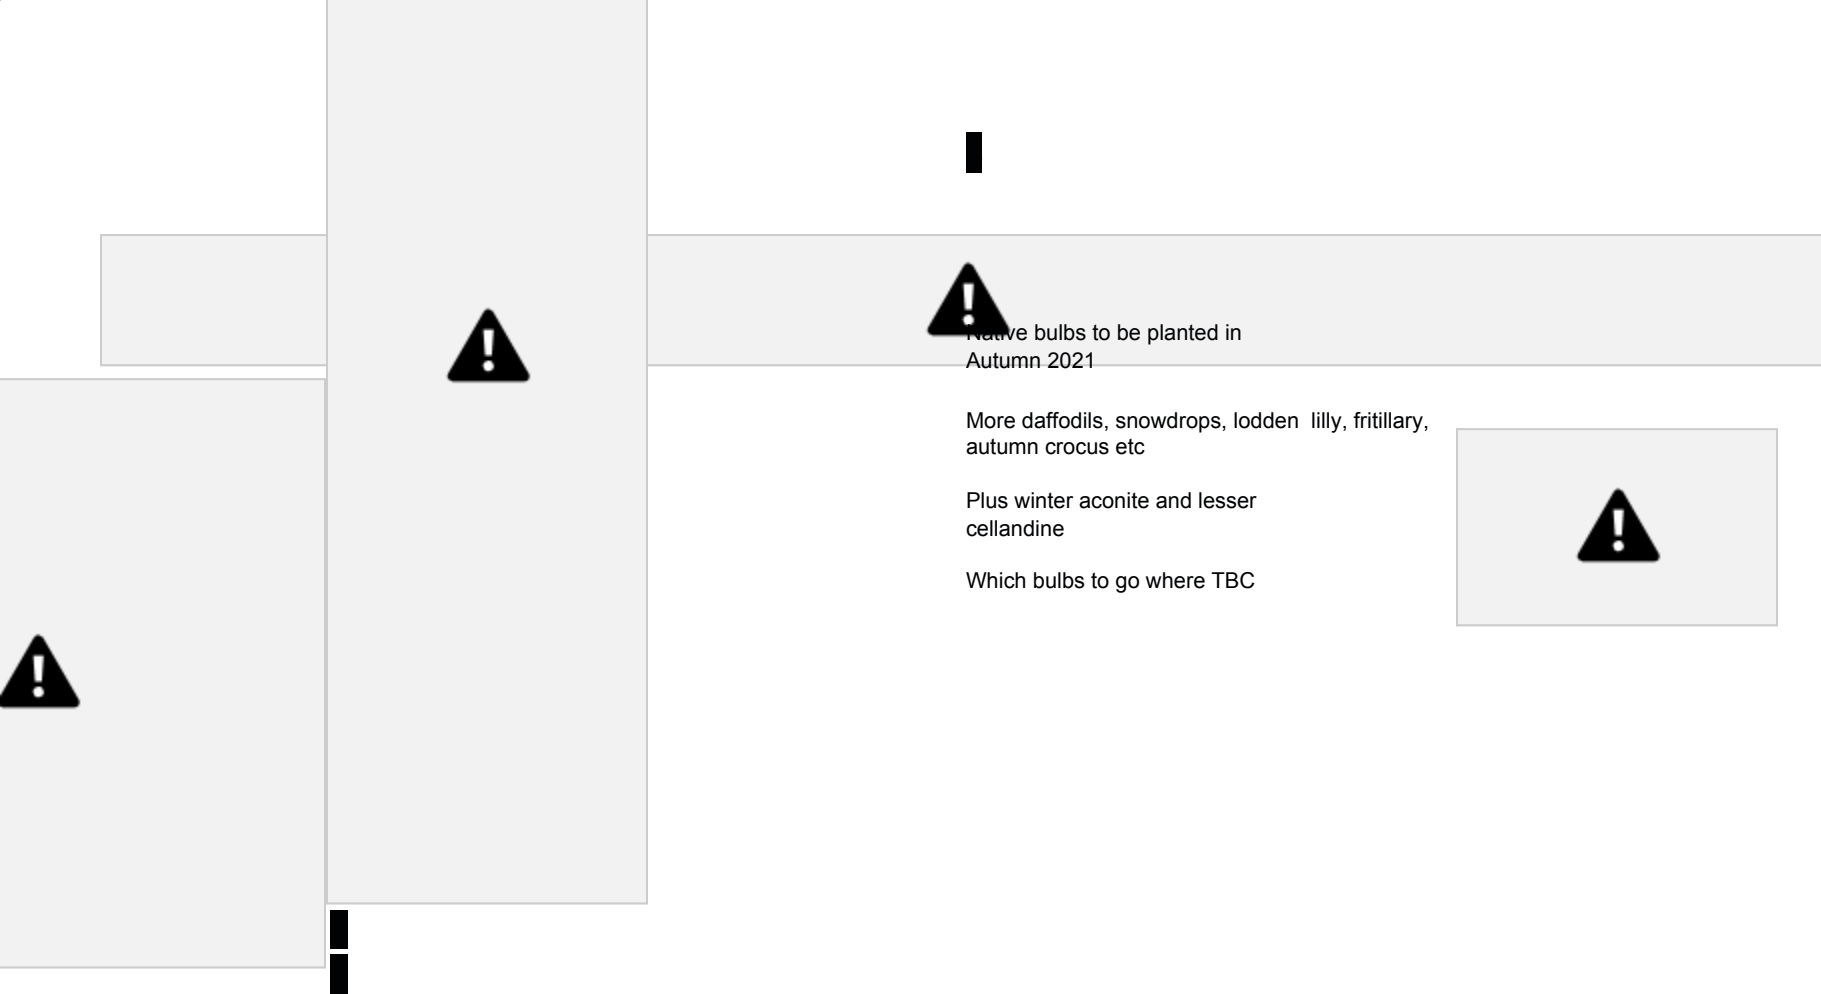 Native bulbs to be planted in
Autumn 2021
More daffodils, snowdrops, lodden  lilly, fritillary,
autumn crocus etc
Plus winter aconite and lesser
cellandine
Which bulbs to go where TBC